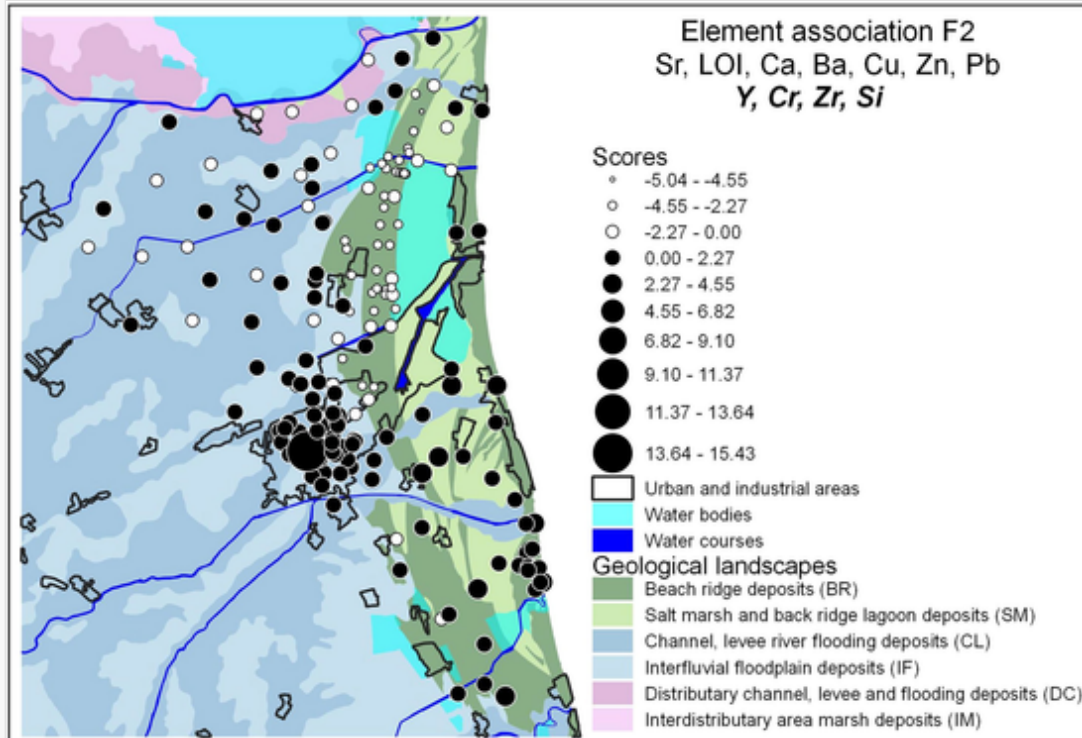 Element association F2
Sr, LOI, Ca, Ba, Cu, Zn, Pb
Y, Cr, Zr, Si
Scores
-5.04 - -4.55
-4.55 - -2.27
-2.27 - 0.00
0.00 - 2.27
2.27 - 4.55
4.55 - 6.82
6.82 - 9.10
9.10 - 11.37
11.37 - 13.64
13.64 - 15.43
Urban and industrial areas
Water bodies
Water courses
Geological landscapes
Beach ridge deposits (BR)
Salt marsh and back ridge lagoon deposits (SM)
Channel, levee river flooding deposits (CL)
Interfluvial floodplain deposits (IF)
Distributary channel, levee and flooding deposits (DC)
Interdistributary area marsh deposits (IM)